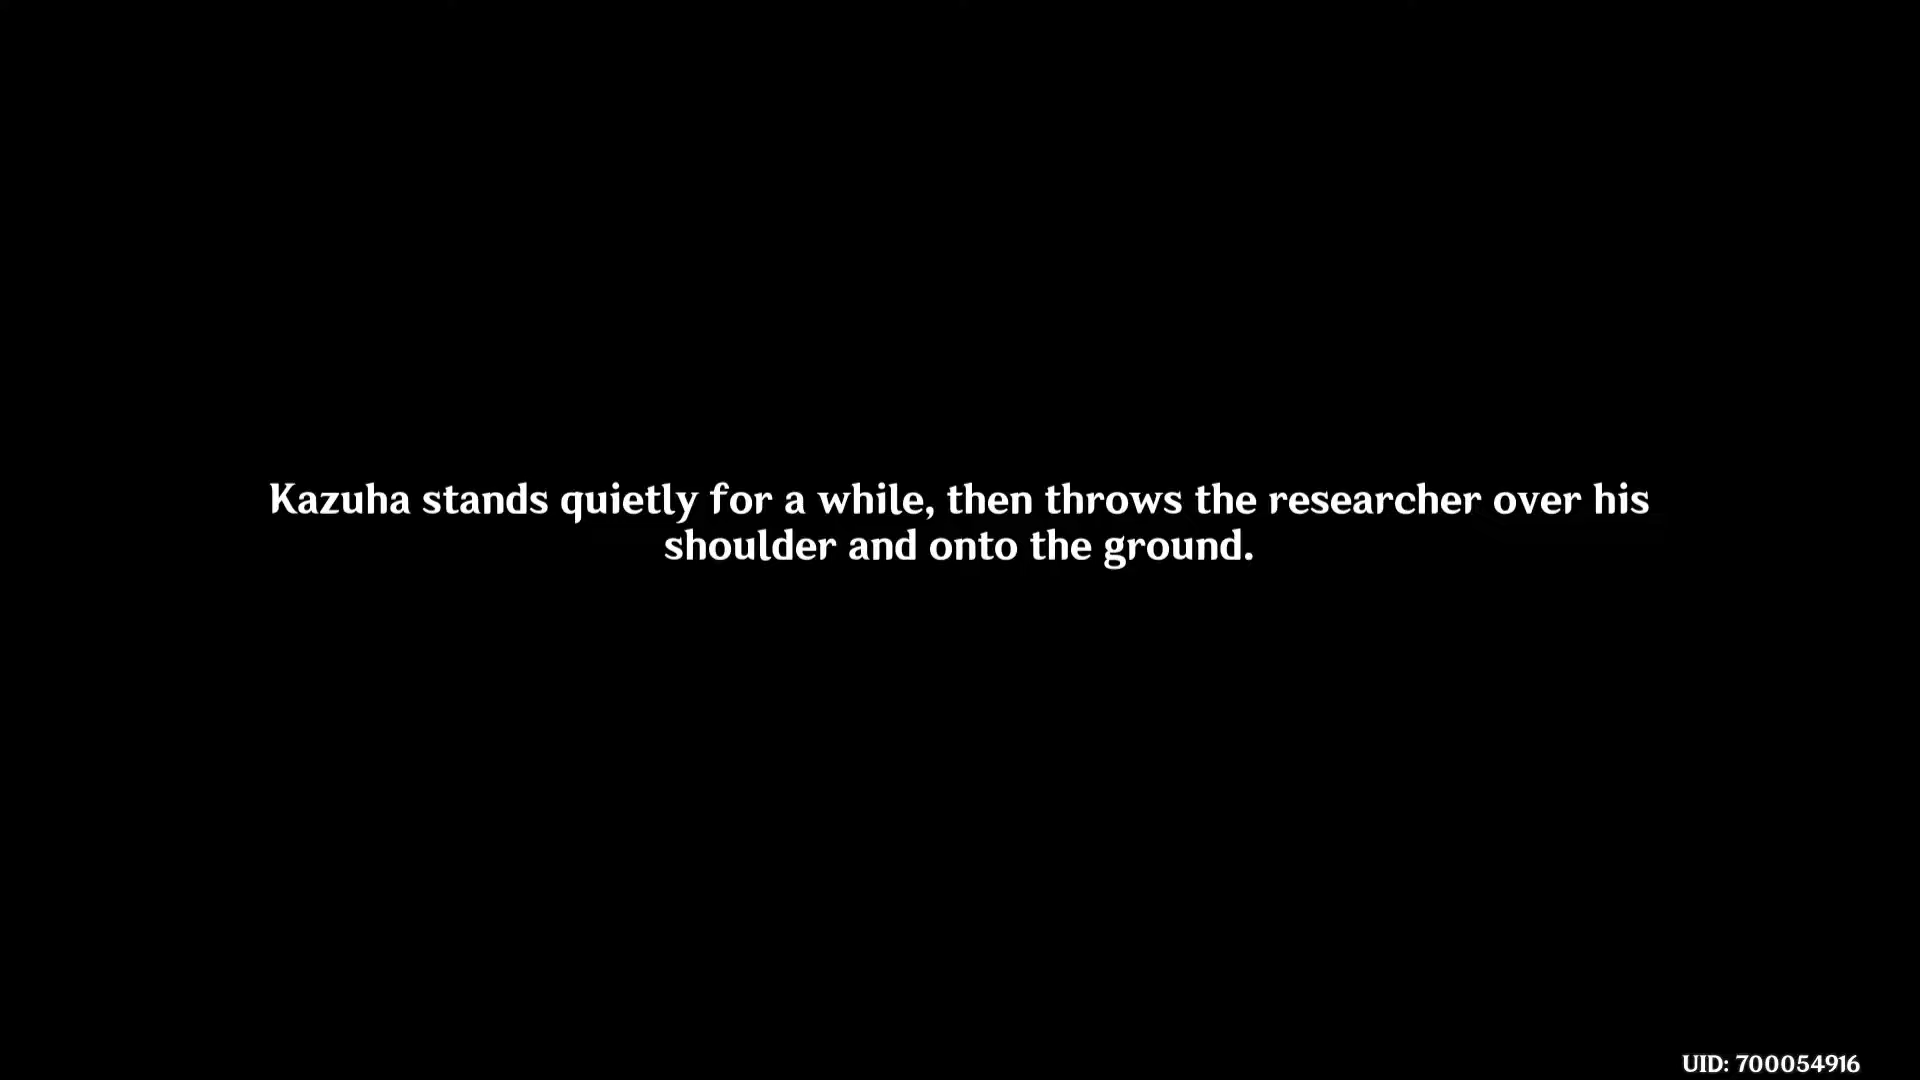 Kazuha stands quietly for a while, then throws the researcher over his
shoulder and onto the ground.
UID: 700054916